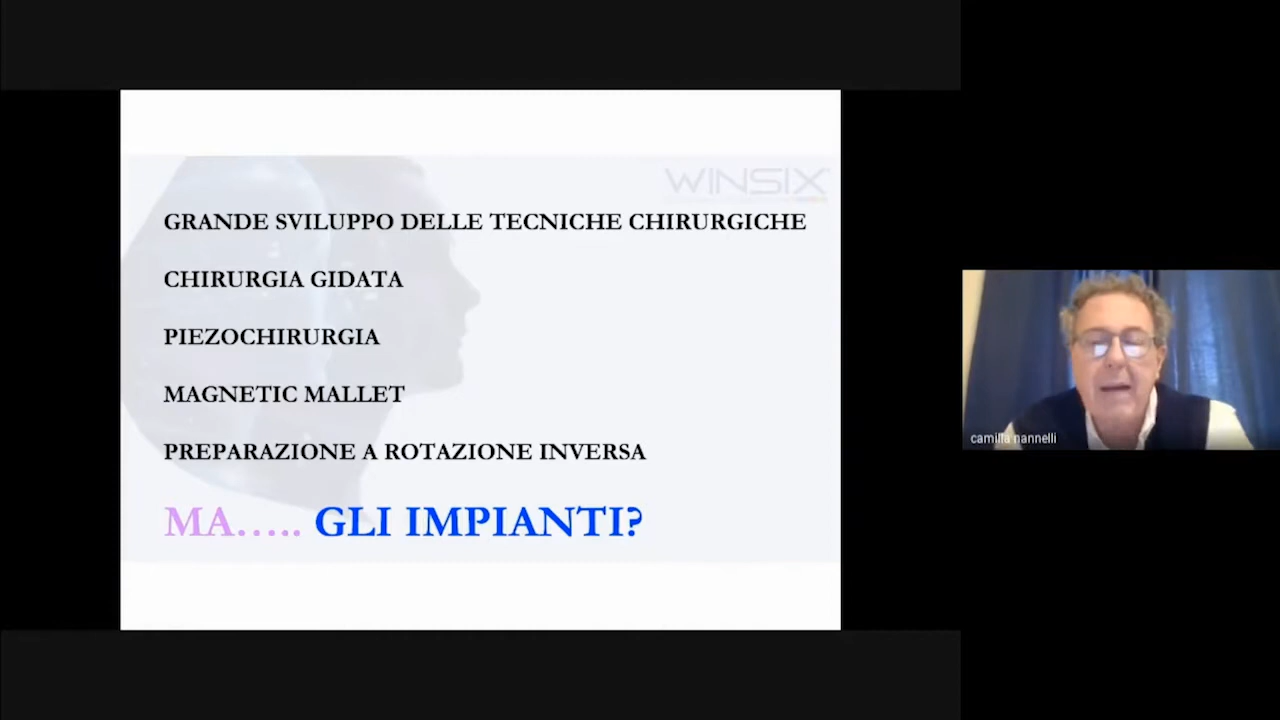 WINSIX
GRANDE SVILUPPO DELLE TECNICHE CHIRURGICHE
CHIRURGIA GIDATA
PIEZOCHIRURGIA
MAGNETIC MALLET
PREPARAZIONE A ROTAZIONE INVERSA
MA..... GLI IMPIANTI?
camilla nannelli